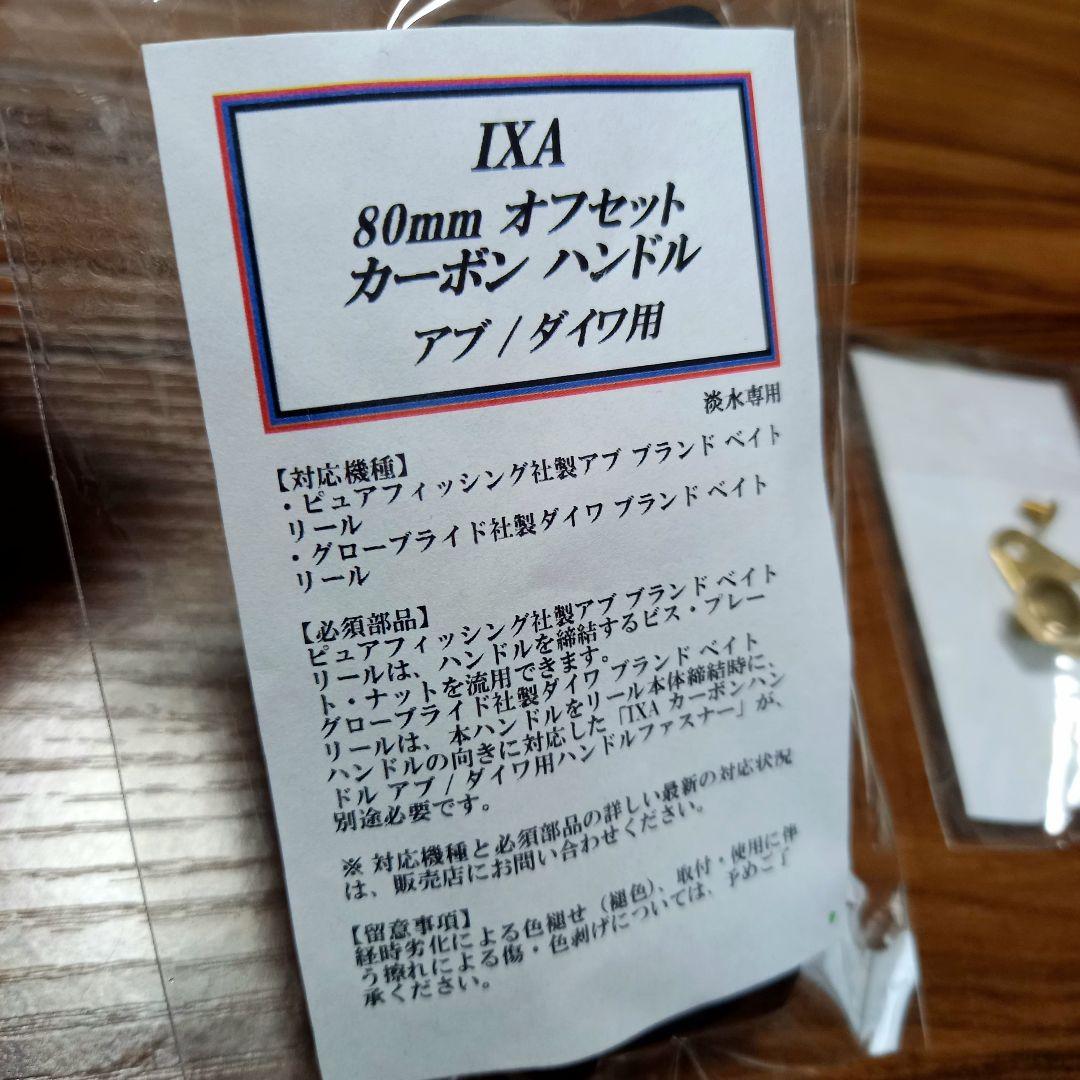 IXA
80mm オフセット
カーボン ハンドル
アブ / ダイワ用
淡水専用
【対応機種】
・ピュアフィッシング社製アブ ブランド ベイト
リール
・グローブライド社製ダイワ ブランド ベイト
リール
【必須部品】
ピュアフィッシング社製アブ ブランド ベイト
リールは、ハンドルを締結するビス・プレー
ト・ナットを流用できます。
グローブライド社製ダイワ ブランド ベイト
リールは、本ハンドルをリール本体締結時に、
ハンドルの向きに対応した「IXA カーボンハン
ドル アブ / ダイワ用ハンドルファスナー」が、
別途必要です。
※ 対応機種と必須部品の詳しい最新の対応状況
は、販売店にお問い合わせください。
【留意事項】
経時劣化による色褪せ（褪色）、取付・使用に伴
う擦れによる傷・色剥げについては、予めご了
承ください。